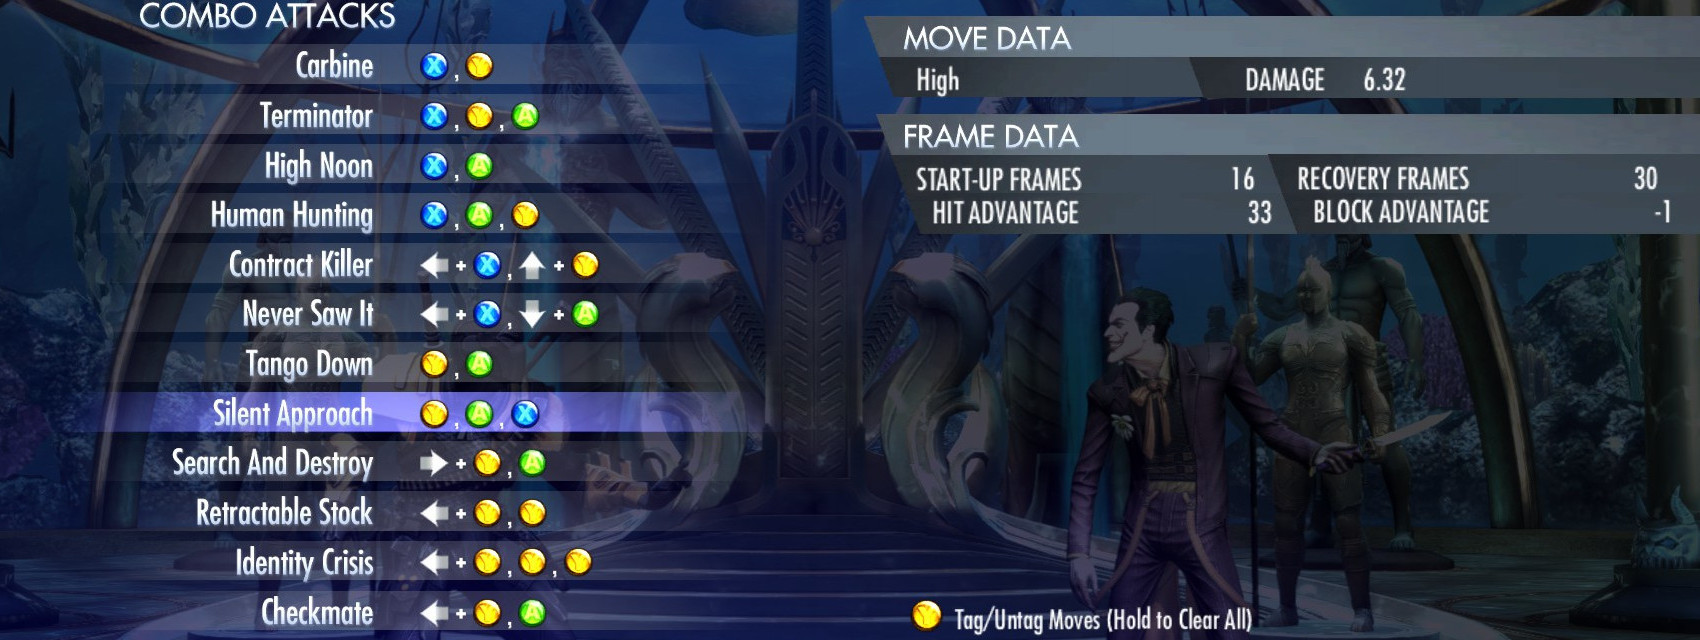 COMBO ATTACKS
Carbine X , Y
Terminator X , Y , A
High Noon X , A
Human Hunting X , A , Y
Contract Killer ← + X , ↑ + Y
Never Saw It ← + X , ↓ + A
Tango Down Y , A
Silent Approach Y , A , X
Search And Destroy → + Y , A
Retractable Stock ← + Y , Y
Identity Crisis ← + Y , Y , Y
Checkmate ← + Y , A
MOVE DATA
High DAMAGE 6.32
FRAME DATA
START-UP FRAMES 16 RECOVERY FRAMES 30
HIT ADVANTAGE 33 BLOCK ADVANTAGE -1
Y Tag/Untag Moves (Hold to Clear All)